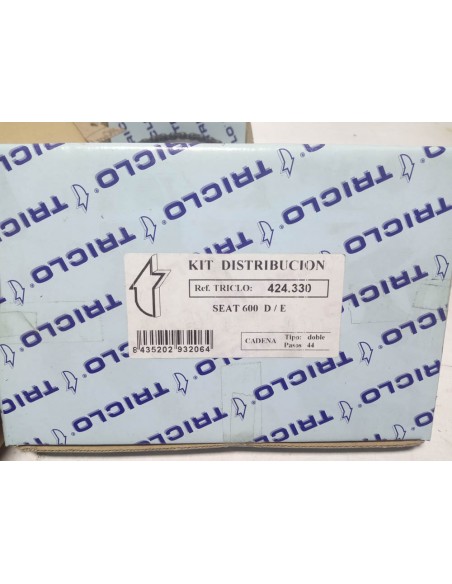 TRICLO
KIT DISTRIBUCION
Ref. TRICLO: 424.330
SEAT 600 D / E
CADENA Tipo: doble
Pasos 44
8 435202 932064